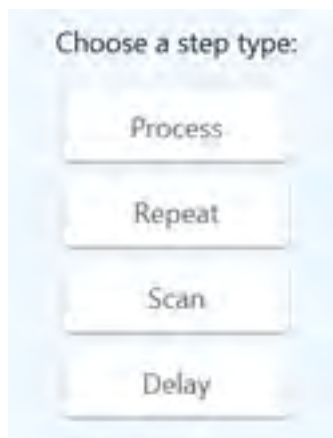 Choose a step type:
Process
Repeat
Scan
Delay